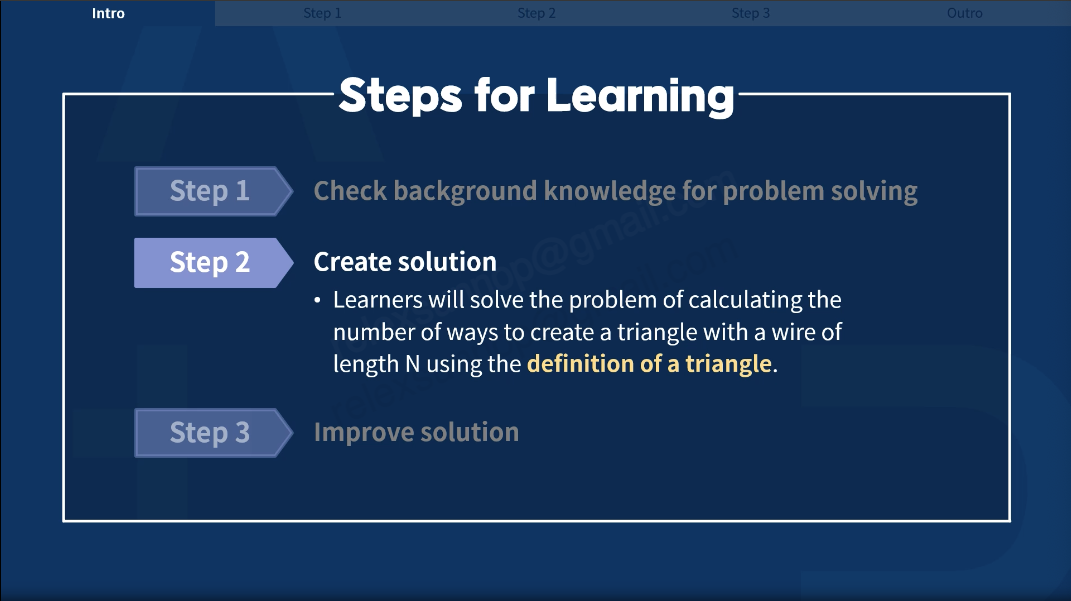 Intro
Step 1
Step 2
Step 3
Outro
Steps for Learning
Step 1
Check background knowledge for problem solving
Step 2
Create solution
• Learners will solve the problem of calculating the
number of ways to create a triangle with a wire of
length N using the definition of a triangle.
Step 3
Improve solution